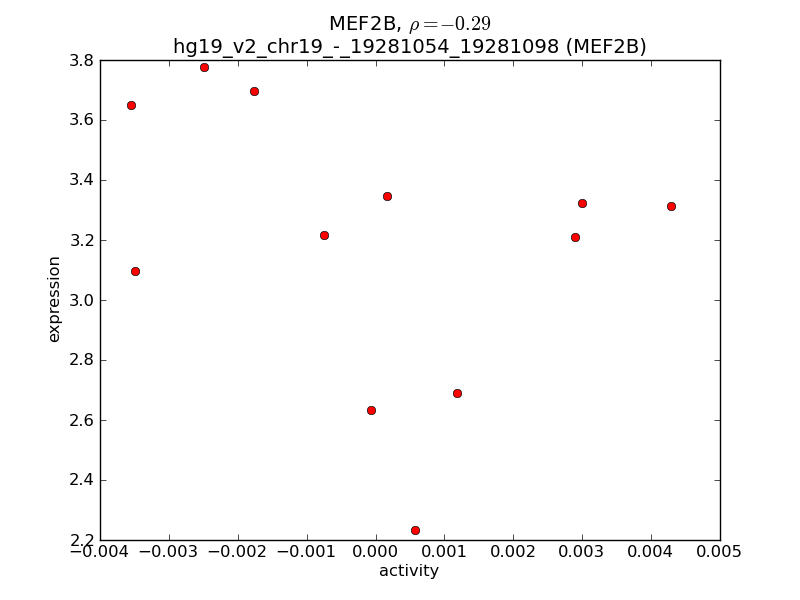 MEF2B, ρ = −0.29
hg19_v2_chr19_-_19281054_19281098 (MEF2B)
3.8
3.6
3.4
3.2
3.0
2.8
2.6
2.4
2.2
expression
−0.004 −0.003 −0.002 −0.001 0.000 0.001 0.002 0.003 0.004 0.005
activity